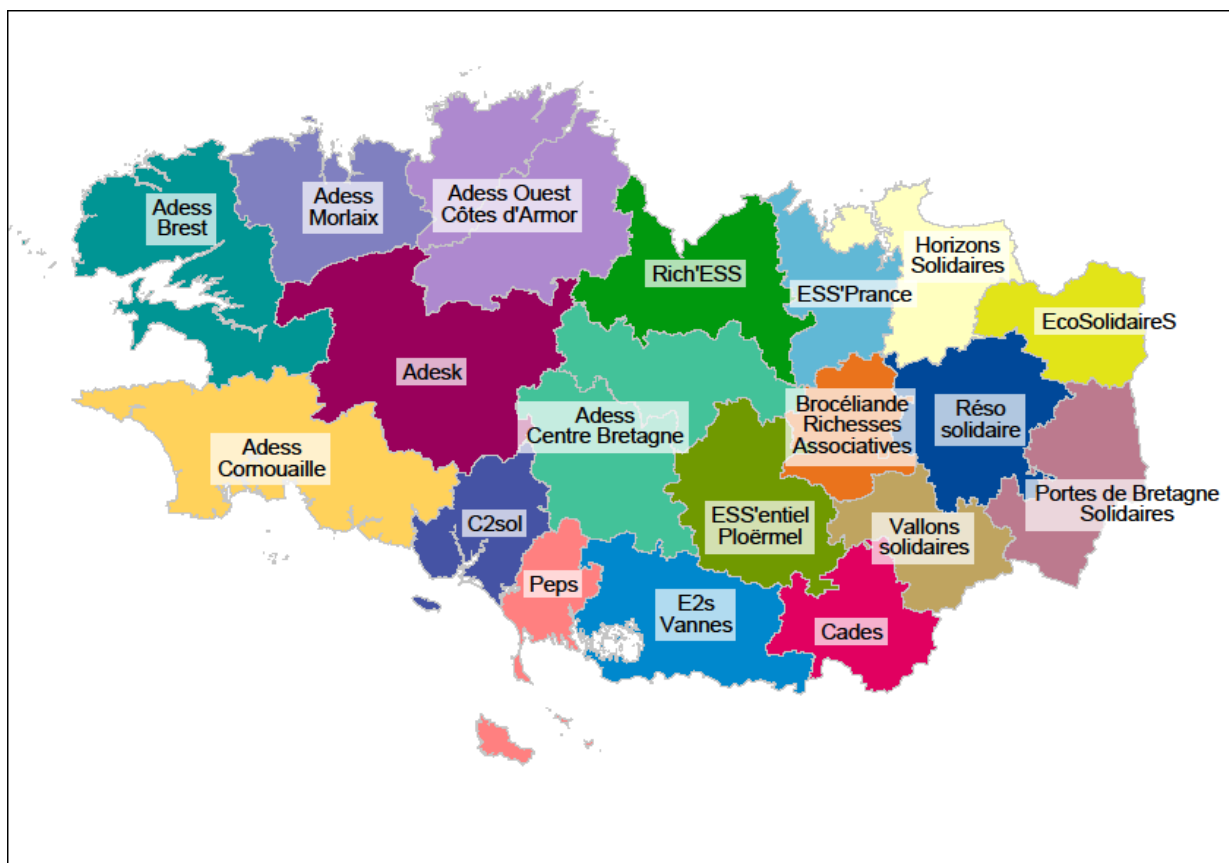 Adess
Brest
Adess
Morlaix
Adess Ouest
Côtes d'Armor
Rich'ESS
ESS'Prance
Horizons
Solidaires
EcoSolidaireS
Adesk
Adess
Centre Bretagne
Brocéliande
Richesses
Associatives
Réso
solidaire
Adess
Cornouaille
C2sol
ESS'entiel
Ploërmel
Vallons
solidaires
Portes de Bretagne
Solidaires
Peps
E2s
Vannes
Cades